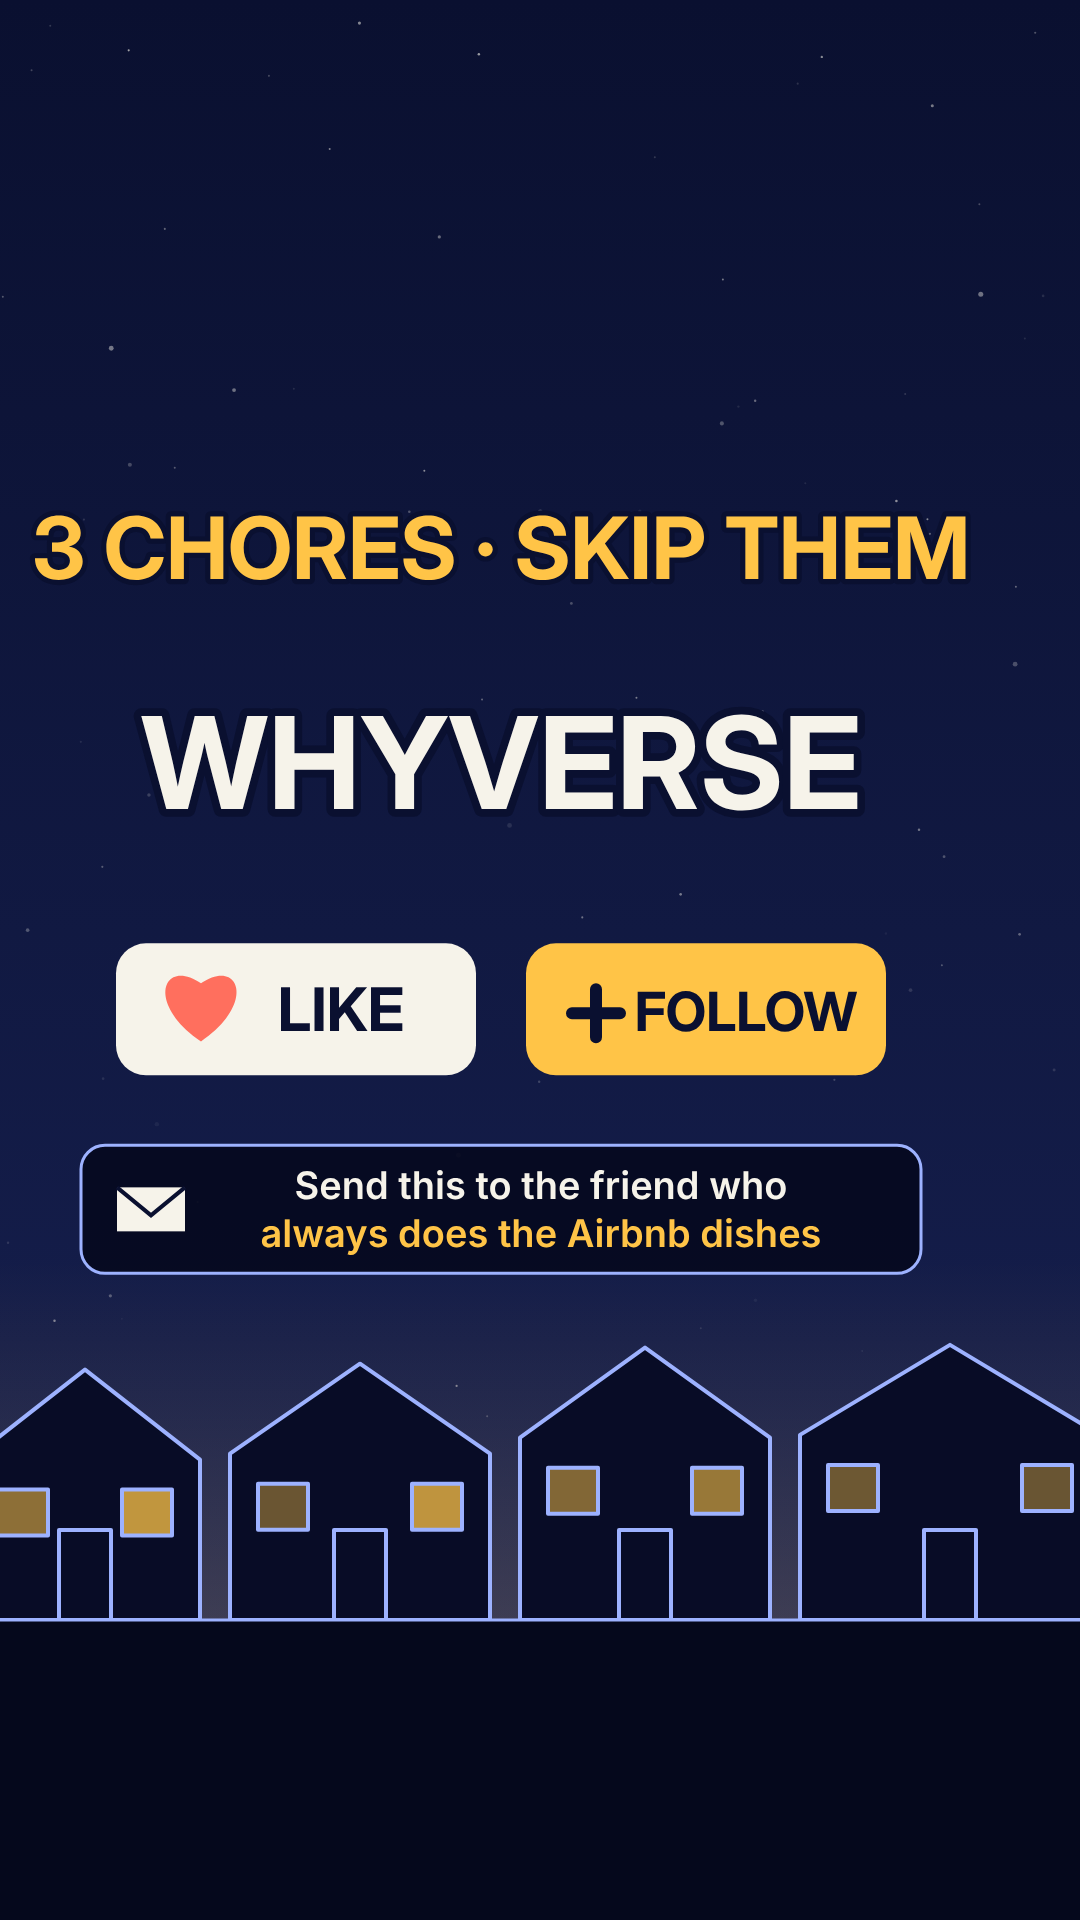 3 CHORES · SKIP THEM
WHYVERSE
LIKE
FOLLOW
Send this to the friend who
always does the Airbnb dishes